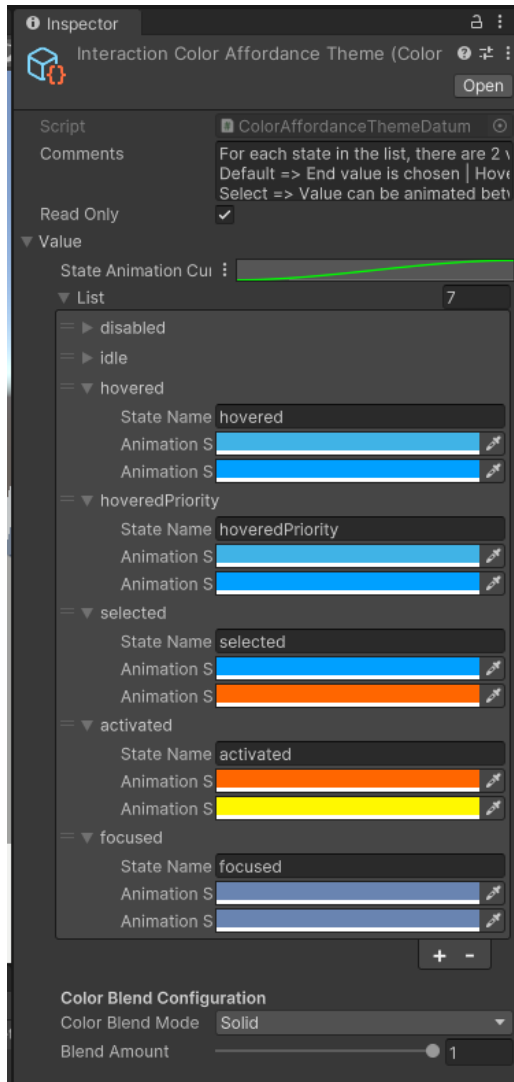 Inspector
Interaction Color Affordance Theme (Color
Open
Script
ColorAffordanceThemeDatum
Comments
For each state in the list, there are 2 v
Default => End value is chosen | Hove
Select => Value can be animated betw
Read Only
Value
State Animation Cur
List
7
disabled
idle
hovered
State Name hovered
Animation S
Animation S
hoveredPriority
State Name hoveredPriority
Animation S
Animation S
selected
State Name selected
Animation S
Animation S
activated
State Name activated
Animation S
Animation S
focused
State Name focused
Animation S
Animation S
+ -
Color Blend Configuration
Color Blend Mode Solid
Blend Amount 1